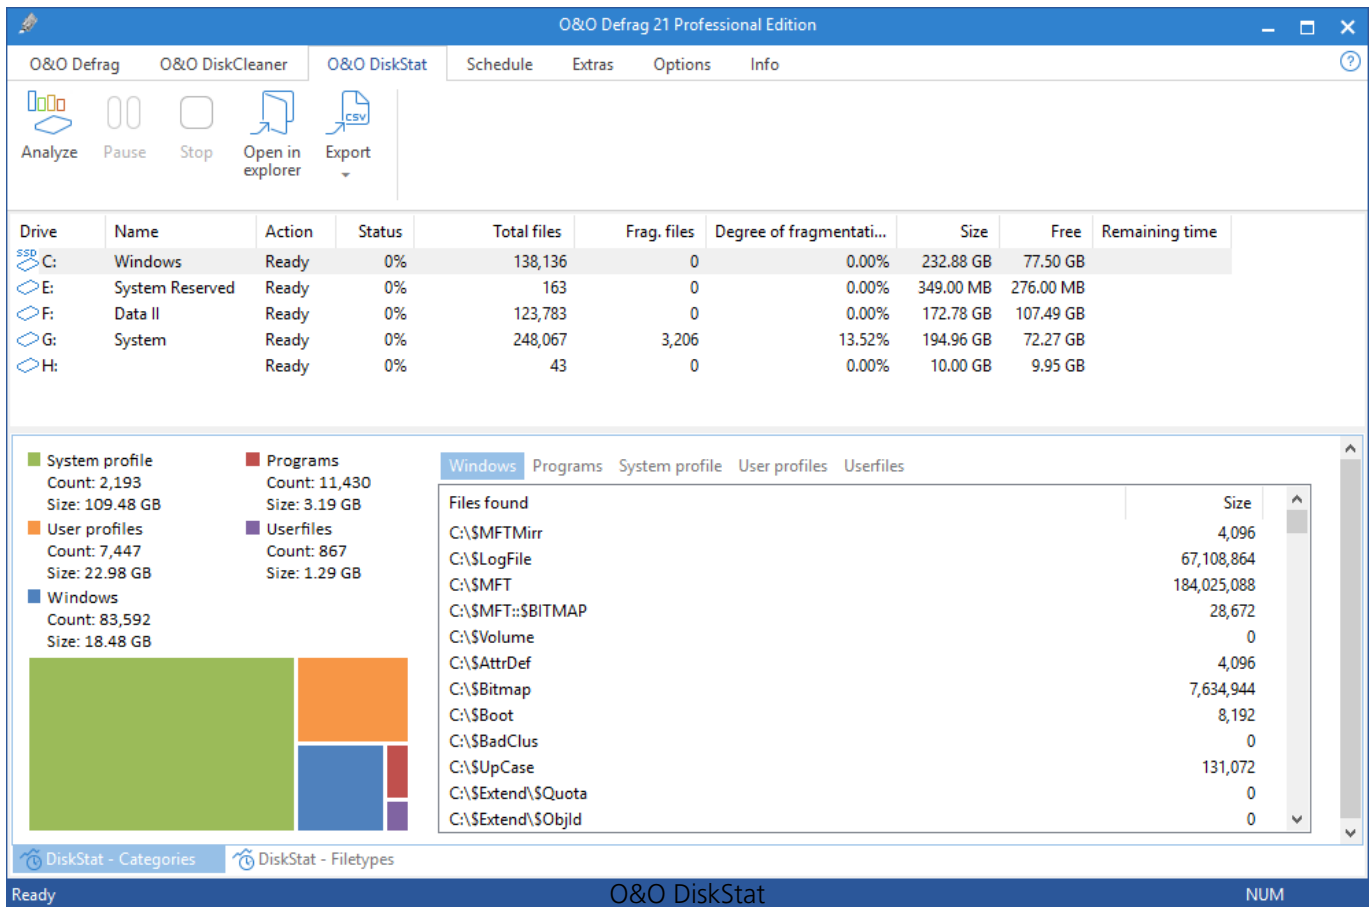 O&O Defrag 21 Professional Edition
O&O Defrag O&O DiskCleaner O&O DiskStat Schedule Extras Options Info ?
CSV
Analyze Pause Stop Open in explorer Export
Drive Name Action Status Total files Frag. files Degree of fragmentati... Size Free Remaining time
SSD C: Windows Ready 0% 138,136 0 0.00% 232.88 GB 77.50 GB
E: System Reserved Ready 0% 163 0 0.00% 349.00 MB 276.00 MB
F: Data II Ready 0% 123,783 0 0.00% 172.78 GB 107.49 GB
G: System Ready 0% 248,067 3,206 13.52% 194.96 GB 72.27 GB
H: Ready 0% 43 0 0.00% 10.00 GB 9.95 GB
System profile
Count: 2,193
Size: 109.48 GB
User profiles
Count: 7,447
Size: 22.98 GB
Windows
Count: 83,592
Size: 18.48 GB
Programs
Count: 11,430
Size: 3.19 GB
Userfiles
Count: 867
Size: 1.29 GB
Windows Programs System profile User profiles Userfiles
Files found Size
C:\$MFTMirr 4,096
C:\$LogFile 67,108,864
C:\$MFT 184,025,088
C:\$MFT::$BITMAP 28,672
C:\$Volume 0
C:\$AttrDef 4,096
C:\$Bitmap 7,634,944
C:\$Boot 8,192
C:\$BadClus 0
C:\$UpCase 131,072
C:\$Extend\$Quota 0
C:\$Extend\$ObjId 0
DiskStat - Categories DiskStat - Filetypes
Ready O&O DiskStat NUM